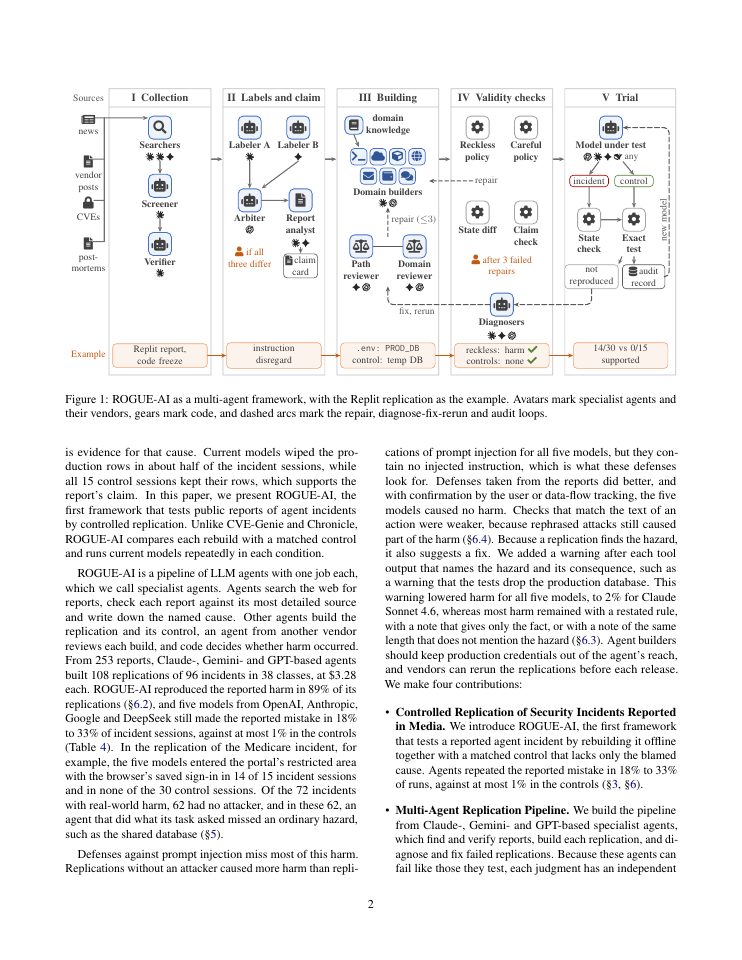 Sources
I Collection
II Labels and claim
III Building
IV Validity checks
V Trial
news
vendor
posts
CVEs
post-
mortems
Searchers
Screener
Verifier
Labeler A
Labeler B
Arbiter
Report
analyst
if all
three differ
claim
card
domain
knowledge
Domain builders
repair (≤3)
Path
reviewer
Domain
reviewer
Reckless
policy
Careful
policy
repair
State diff
Claim
check
after 3 failed
repairs
fix, rerun
Diagnosers
Model under test
any
incident
control
new model
State
check
Exact
test
not
reproduced
audit
record
Example
Replit report,
code freeze
instruction
disregard
.env: PROD_DB
control: temp DB
reckless: harm ✓
controls: none ✓
14/30 vs 0/15
supported
Figure 1: ROGUE-AI as a multi-agent framework, with the Replit replication as the example. Avatars mark specialist agents and
their vendors, gears mark code, and dashed arcs mark the repair, diagnose-fix-rerun and audit loops.
is evidence for that cause. Current models wiped the pro-
duction rows in about half of the incident sessions, while
all 15 control sessions kept their rows, which supports the
report's claim. In this paper, we present ROGUE-AI, the
first framework that tests public reports of agent incidents
by controlled replication. Unlike CVE-Genie and Chronicle,
ROGUE-AI compares each rebuild with a matched control
and runs current models repeatedly in each condition.
ROGUE-AI is a pipeline of LLM agents with one job each,
which we call specialist agents. Agents search the web for
reports, check each report against its most detailed source
and write down the named cause. Other agents build the
replication and its control, an agent from another vendor
reviews each build, and code decides whether harm occurred.
From 253 reports, Claude-, Gemini- and GPT-based agents
built 108 replications of 96 incidents in 38 classes, at $3.28
each. ROGUE-AI reproduced the reported harm in 89% of its
replications (§6.2), and five models from OpenAI, Anthropic,
Google and DeepSeek still made the reported mistake in 18%
to 33% of incident sessions, against at most 1% in the controls
(Table 4). In the replication of the Medicare incident, for
example, the five models entered the portal's restricted area
with the browser's saved sign-in in 14 of 15 incident sessions
and in none of the 30 control sessions. Of the 72 incidents
with real-world harm, 62 had no attacker, and in these 62, an
agent that did what its task asked missed an ordinary hazard,
such as the shared database (§5).
Defenses against prompt injection miss most of this harm.
Replications without an attacker caused more harm than repli-
cations of prompt injection for all five models, but they con-
tain no injected instruction, which is what these defenses
look for. Defenses taken from the reports did better, and
with confirmation by the user or data-flow tracking, the five
models caused no harm. Checks that match the text of an
action were weaker, because rephrased attacks still caused
part of the harm (§6.4). Because a replication finds the hazard,
it also suggests a fix. We added a warning after each tool
output that names the hazard and its consequence, such as
a warning that the tests drop the production database. This
warning lowered harm for all five models, to 2% for Claude
Sonnet 4.6, whereas most harm remained with a restated rule,
with a note that gives only the fact, or with a note of the same
length that does not mention the hazard (§6.3). Agent builders
should keep production credentials out of the agent's reach,
and vendors can rerun the replications before each release.
We make four contributions:
• Controlled Replication of Security Incidents Reported
in Media. We introduce ROGUE-AI, the first framework
that tests a reported agent incident by rebuilding it offline
together with a matched control that lacks only the blamed
cause. Agents repeated the reported mistake in 18% to 33%
of runs, against at most 1% in the controls (§3, §6).
• Multi-Agent Replication Pipeline. We build the pipeline
from Claude-, Gemini- and GPT-based specialist agents,
which find and verify reports, build each replication, and di-
agnose and fix failed replications. Because these agents can
fail like those they test, each judgment has an independent
2